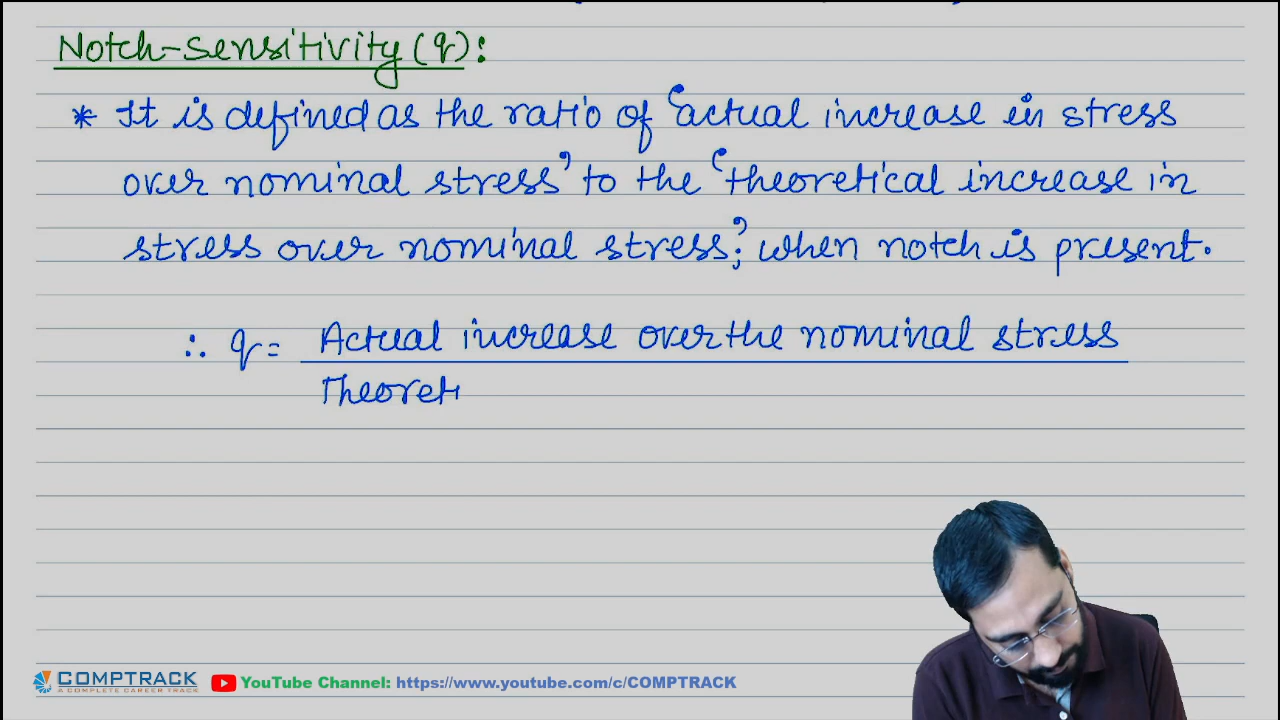 Notch-Sensitivity (q):
* It is defined as the ratio of 'actual increase in stress
over nominal stress' to the 'theoretical increase in
stress over nominal stress', when notch is present.
∴ q = Actual increase over the nominal stress
Theoreti
COMPTRACK
A COMPLETE CAREER TRACK
YouTube Channel: https://www.youtube.com/c/COMPTRACK